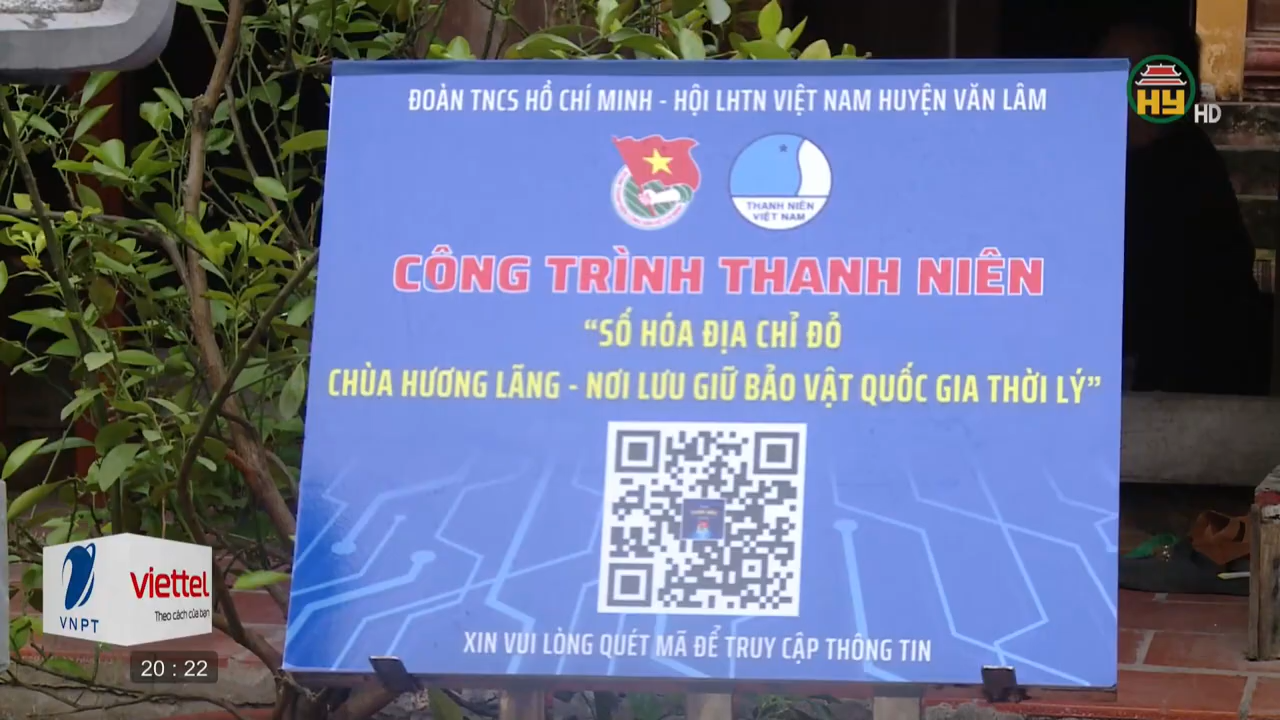 ĐOÀN TNCS HỒ CHÍ MINH - HỘI LHTN VIỆT NAM HUYỆN VĂN LÂM
HY HD
THANH NIÊN
VIỆT NAM
CÔNG TRÌNH THANH NIÊN
“SỐ HÓA ĐỊA CHỈ ĐỎ
CHÙA HƯƠNG LÃNG - NƠI LƯU GIỮ BẢO VẬT QUỐC GIA THỜI LÝ”
XIN VUI LÒNG QUÉT MÃ ĐỂ TRUY CẬP THÔNG TIN
VNPT
viettel
Theo cách của bạn
20 : 22